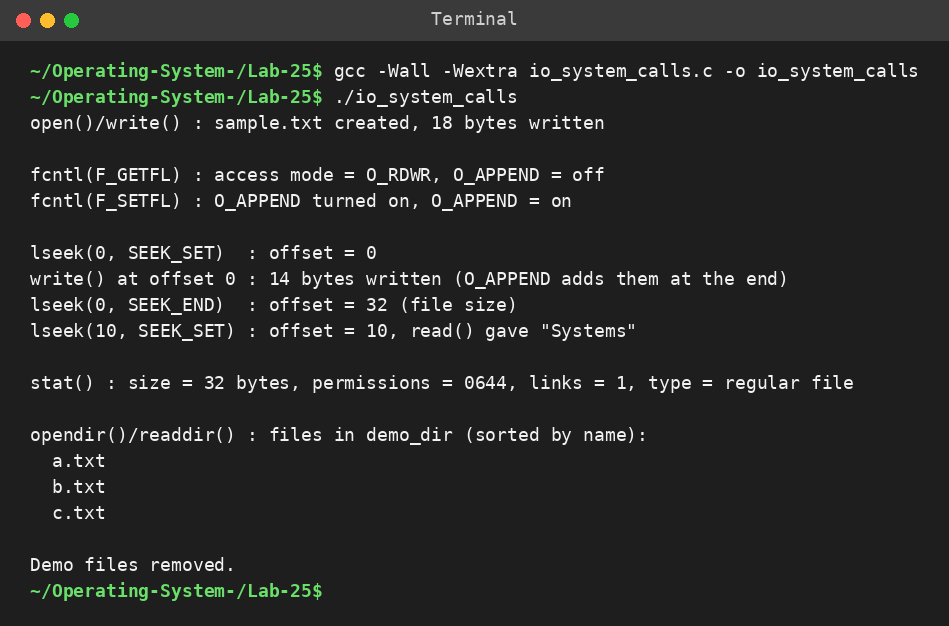 Terminal
~/Operating-System-/Lab-25$ gcc -Wall -Wextra io_system_calls.c -o io_system_calls
~/Operating-System-/Lab-25$ ./io_system_calls
open()/write() : sample.txt created, 18 bytes written
fcntl(F_GETFL) : access mode = O_RDWR, O_APPEND = off
fcntl(F_SETFL) : O_APPEND turned on, O_APPEND = on
lseek(0, SEEK_SET)  : offset = 0
write() at offset 0 : 14 bytes written (O_APPEND adds them at the end)
lseek(0, SEEK_END)  : offset = 32 (file size)
lseek(10, SEEK_SET) : offset = 10, read() gave "Systems"
stat() : size = 32 bytes, permissions = 0644, links = 1, type = regular file
opendir()/readdir() : files in demo_dir (sorted by name):
  a.txt
  b.txt
  c.txt
Demo files removed.
~/Operating-System-/Lab-25$